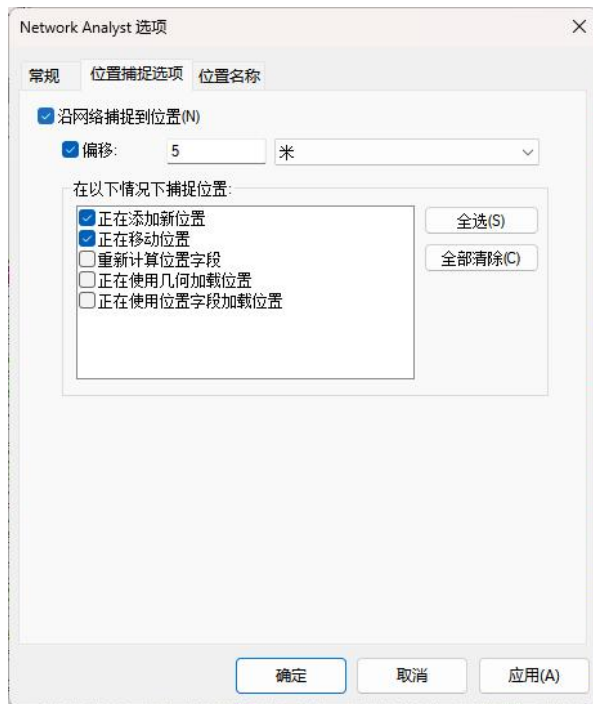 Network Analyst 选项
常规 位置捕捉选项 位置名称
沿网络捕捉到位置(N)
偏移: 5 米
在以下情况下捕捉位置:
正在添加新位置
全选(S)
正在移动位置
重新计算位置字段
全部清除(C)
正在使用几何加载位置
正在使用位置字段加载位置
确定 取消 应用(A)